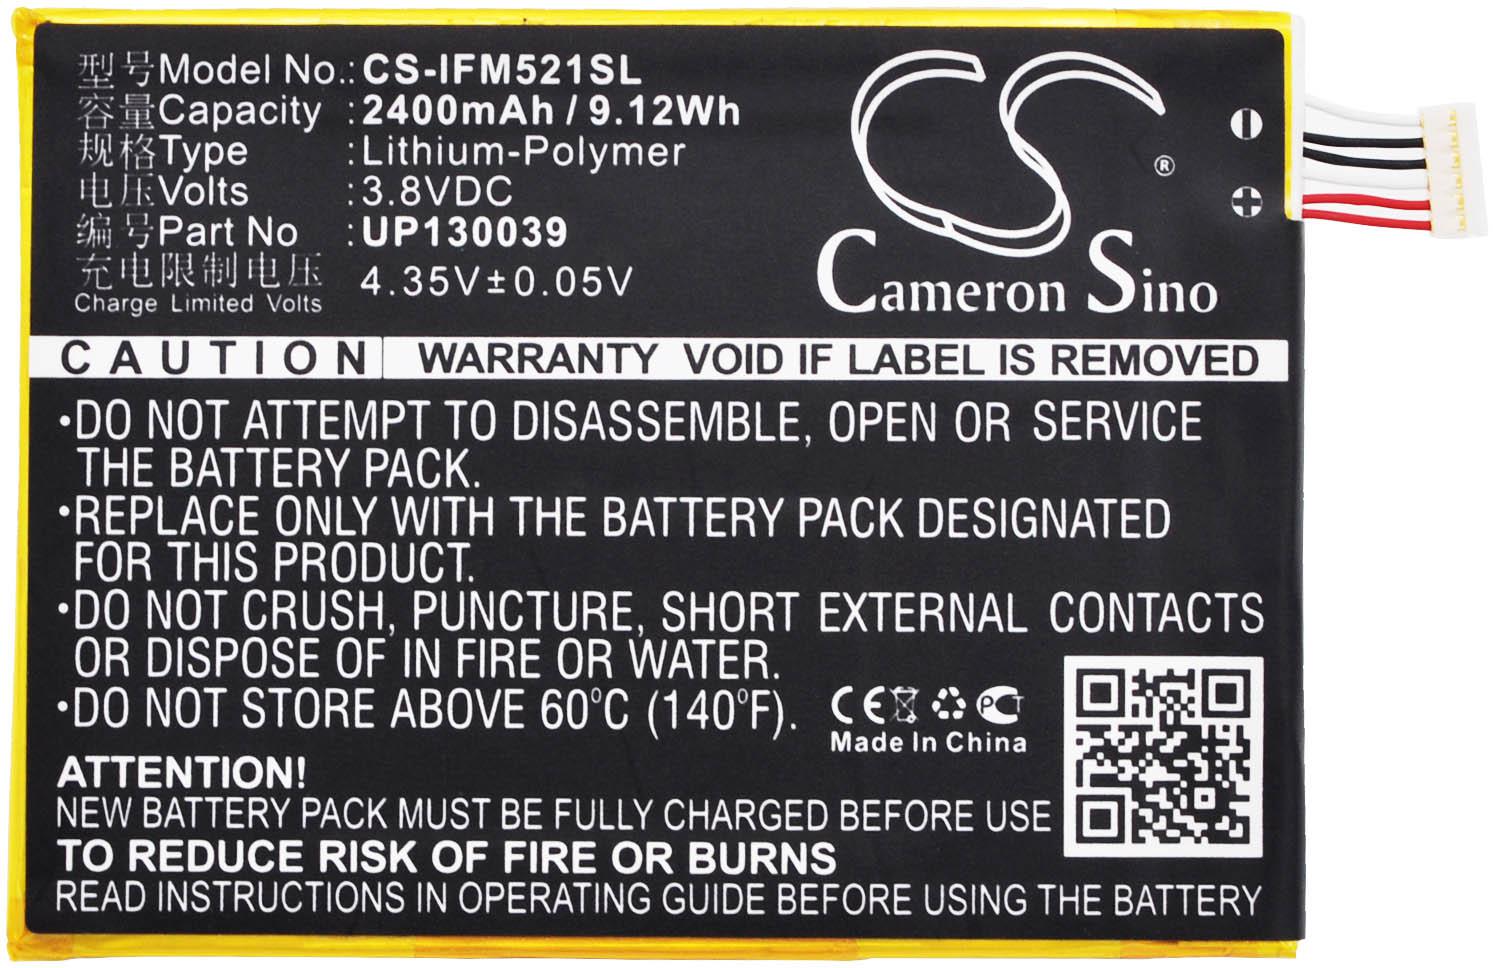 型号Model No.: CS-IFM521SL
容量Capacity : 2400mAh / 9.12Wh
规格Type : Lithium-Polymer
电压Volts : 3.8VDC
编号Part No : UP130039
充电限制电压 4.35V±0.05V
Charge Limited Volts
CS
®
Cameron Sino
CAUTION WARRANTY VOID IF LABEL IS REMOVED
•DO NOT ATTEMPT TO DISASSEMBLE, OPEN OR SERVICE
THE BATTERY PACK.
•REPLACE ONLY WITH THE BATTERY PACK DESIGNATED
FOR THIS PRODUCT.
•DO NOT CRUSH, PUNCTURE, SHORT EXTERNAL CONTACTS
OR DISPOSE OF IN FIRE OR WATER.
•DO NOT STORE ABOVE 60°C (140°F).
CE PCT
Made In China
ATTENTION!
NEW BATTERY PACK MUST BE FULLY CHARGED BEFORE USE
TO REDUCE RISK OF FIRE OR BURNS
READ INSTRUCTIONS IN OPERATING GUIDE BEFORE USING THE BATTERY